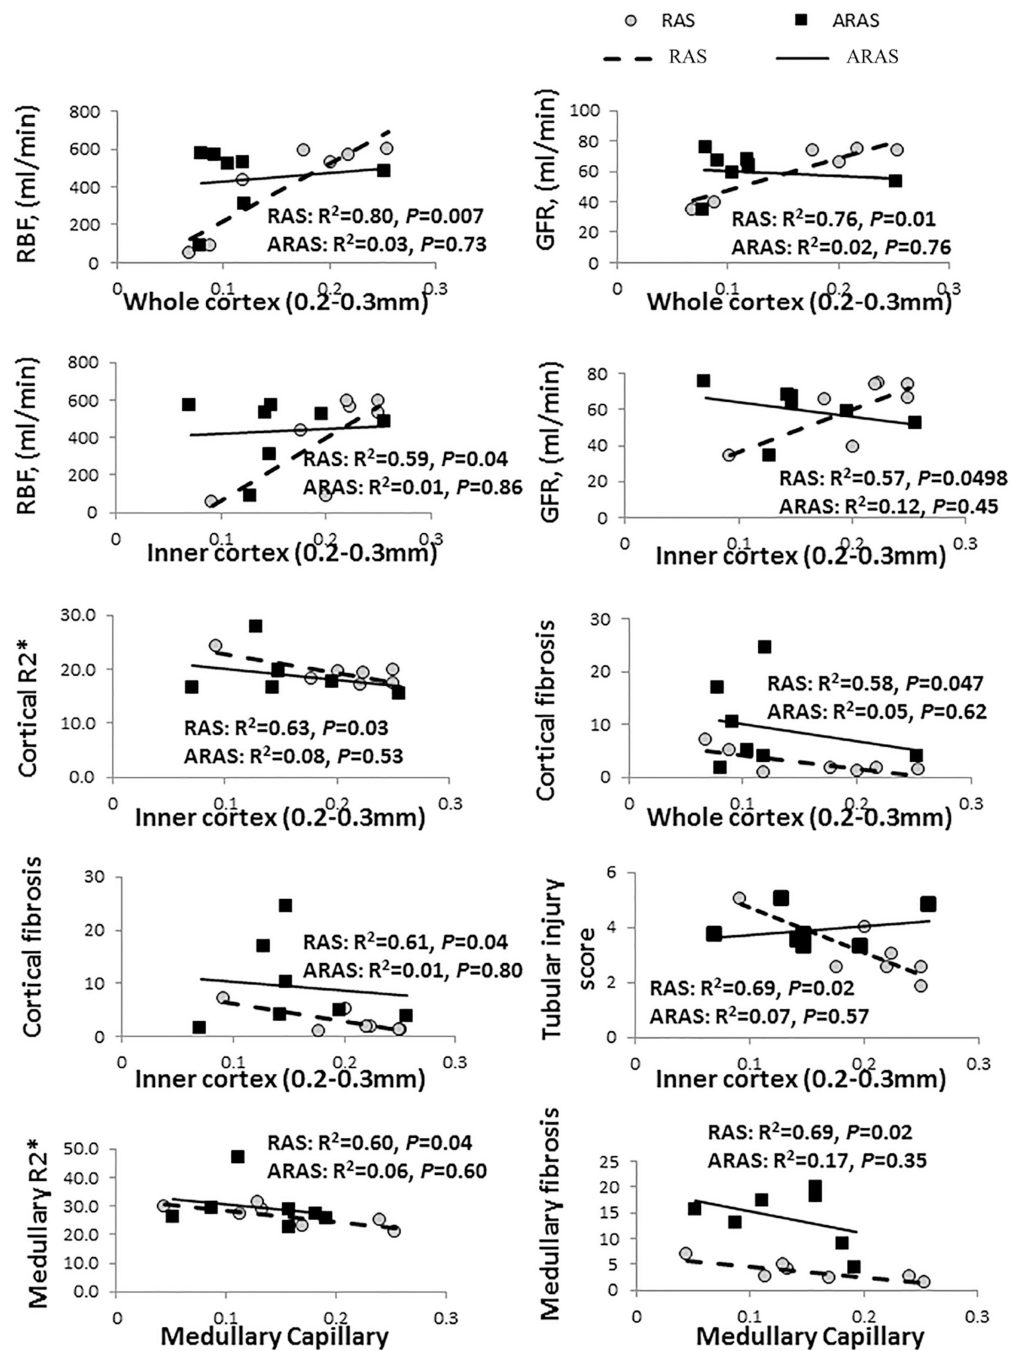 RAS ARAS
RAS ARAS
RBF, (ml/min)
800
600
400
200
0
RAS: R²=0.80, P=0.007
ARAS: R²=0.03, P=0.73
0 0.1 0.2 0.3
Whole cortex (0.2-0.3mm)
GFR, (ml/min)
100
80
60
40
20
0
RAS: R²=0.76, P=0.01
ARAS: R²=0.02, P=0.76
0 0.1 0.2 0.3
Whole cortex (0.2-0.3mm)
RBF, (ml/min)
800
600
400
200
0
RAS: R²=0.59, P=0.04
ARAS: R²=0.01, P=0.86
0 0.1 0.2 0.3
Inner cortex (0.2-0.3mm)
GFR, (ml/min)
80
60
40
20
0
RAS: R²=0.57, P=0.0498
ARAS: R²=0.12, P=0.45
0 0.1 0.2 0.3
Inner cortex (0.2-0.3mm)
Cortical R2*
30.0
20.0
10.0
0.0
RAS: R²=0.63, P=0.03
ARAS: R²=0.08, P=0.53
0 0.1 0.2 0.3
Inner cortex (0.2-0.3mm)
Cortical fibrosis
30
20
10
0
RAS: R²=0.58, P=0.047
ARAS: R²=0.05, P=0.62
0 0.1 0.2 0.3
Whole cortex (0.2-0.3mm)
Cortical fibrosis
30
20
10
0
RAS: R²=0.61, P=0.04
ARAS: R²=0.01, P=0.80
0 0.1 0.2 0.3
Inner cortex (0.2-0.3mm)
Tubular injury
score
6
4
2
0
RAS: R²=0.69, P=0.02
ARAS: R²=0.07, P=0.57
0 0.1 0.2 0.3
Inner cortex (0.2-0.3mm)
Medullary R2*
50.0
40.0
30.0
20.0
10.0
0.0
RAS: R²=0.60, P=0.04
ARAS: R²=0.06, P=0.60
0 0.1 0.2 0.3
Medullary Capillary
Medullary fibrosis
RAS: R²=0.69, P=0.02
ARAS: R²=0.17, P=0.35
25
20
15
10
5
0
0 0.1 0.2 0.3
Medullary Capillary